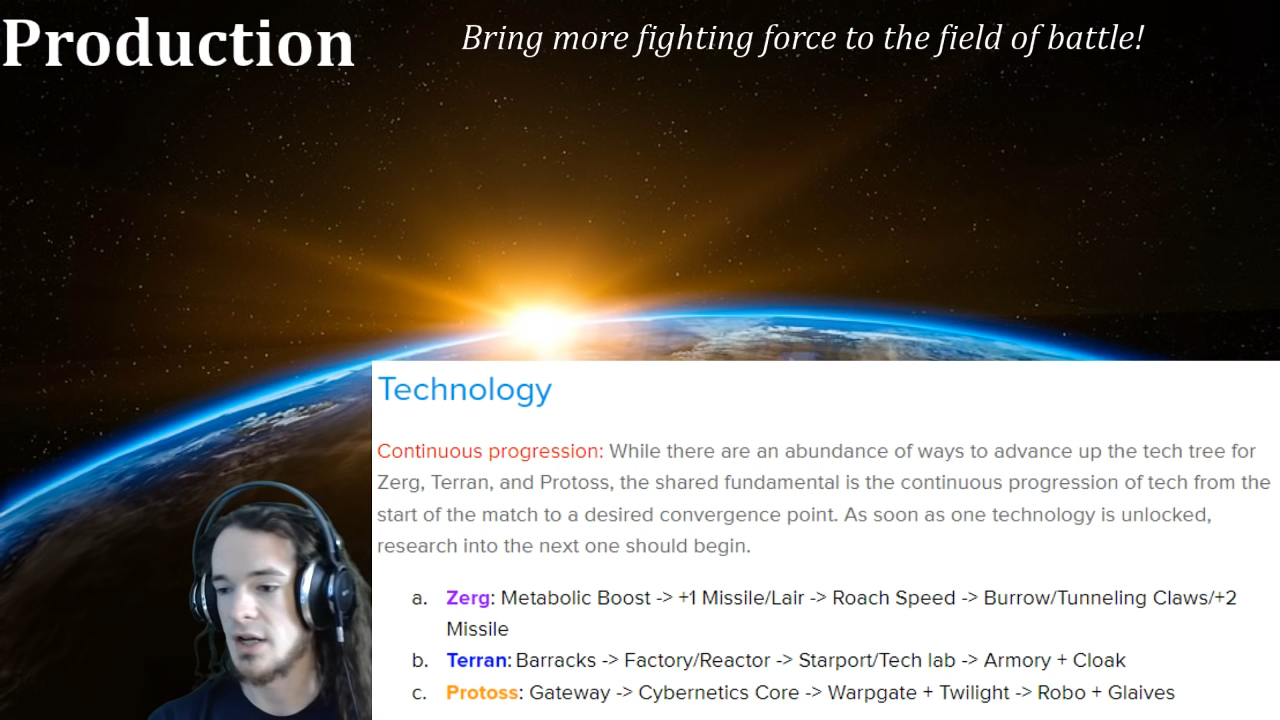 Production
Bring more fighting force to the field of battle!
Technology
Continuous progression: While there are an abundance of ways to advance up the tech tree for
Zerg, Terran, and Protoss, the shared fundamental is the continuous progression of tech from the
start of the match to a desired convergence point. As soon as one technology is unlocked,
research into the next one should begin.
a. Zerg: Metabolic Boost -> +1 Missile/Lair -> Roach Speed -> Burrow/Tunneling Claws/+2
Missile
b. Terran: Barracks -> Factory/Reactor -> Starport/Tech lab -> Armory + Cloak
c. Protoss: Gateway -> Cybernetics Core -> Warpgate + Twilight -> Robo + Glaives